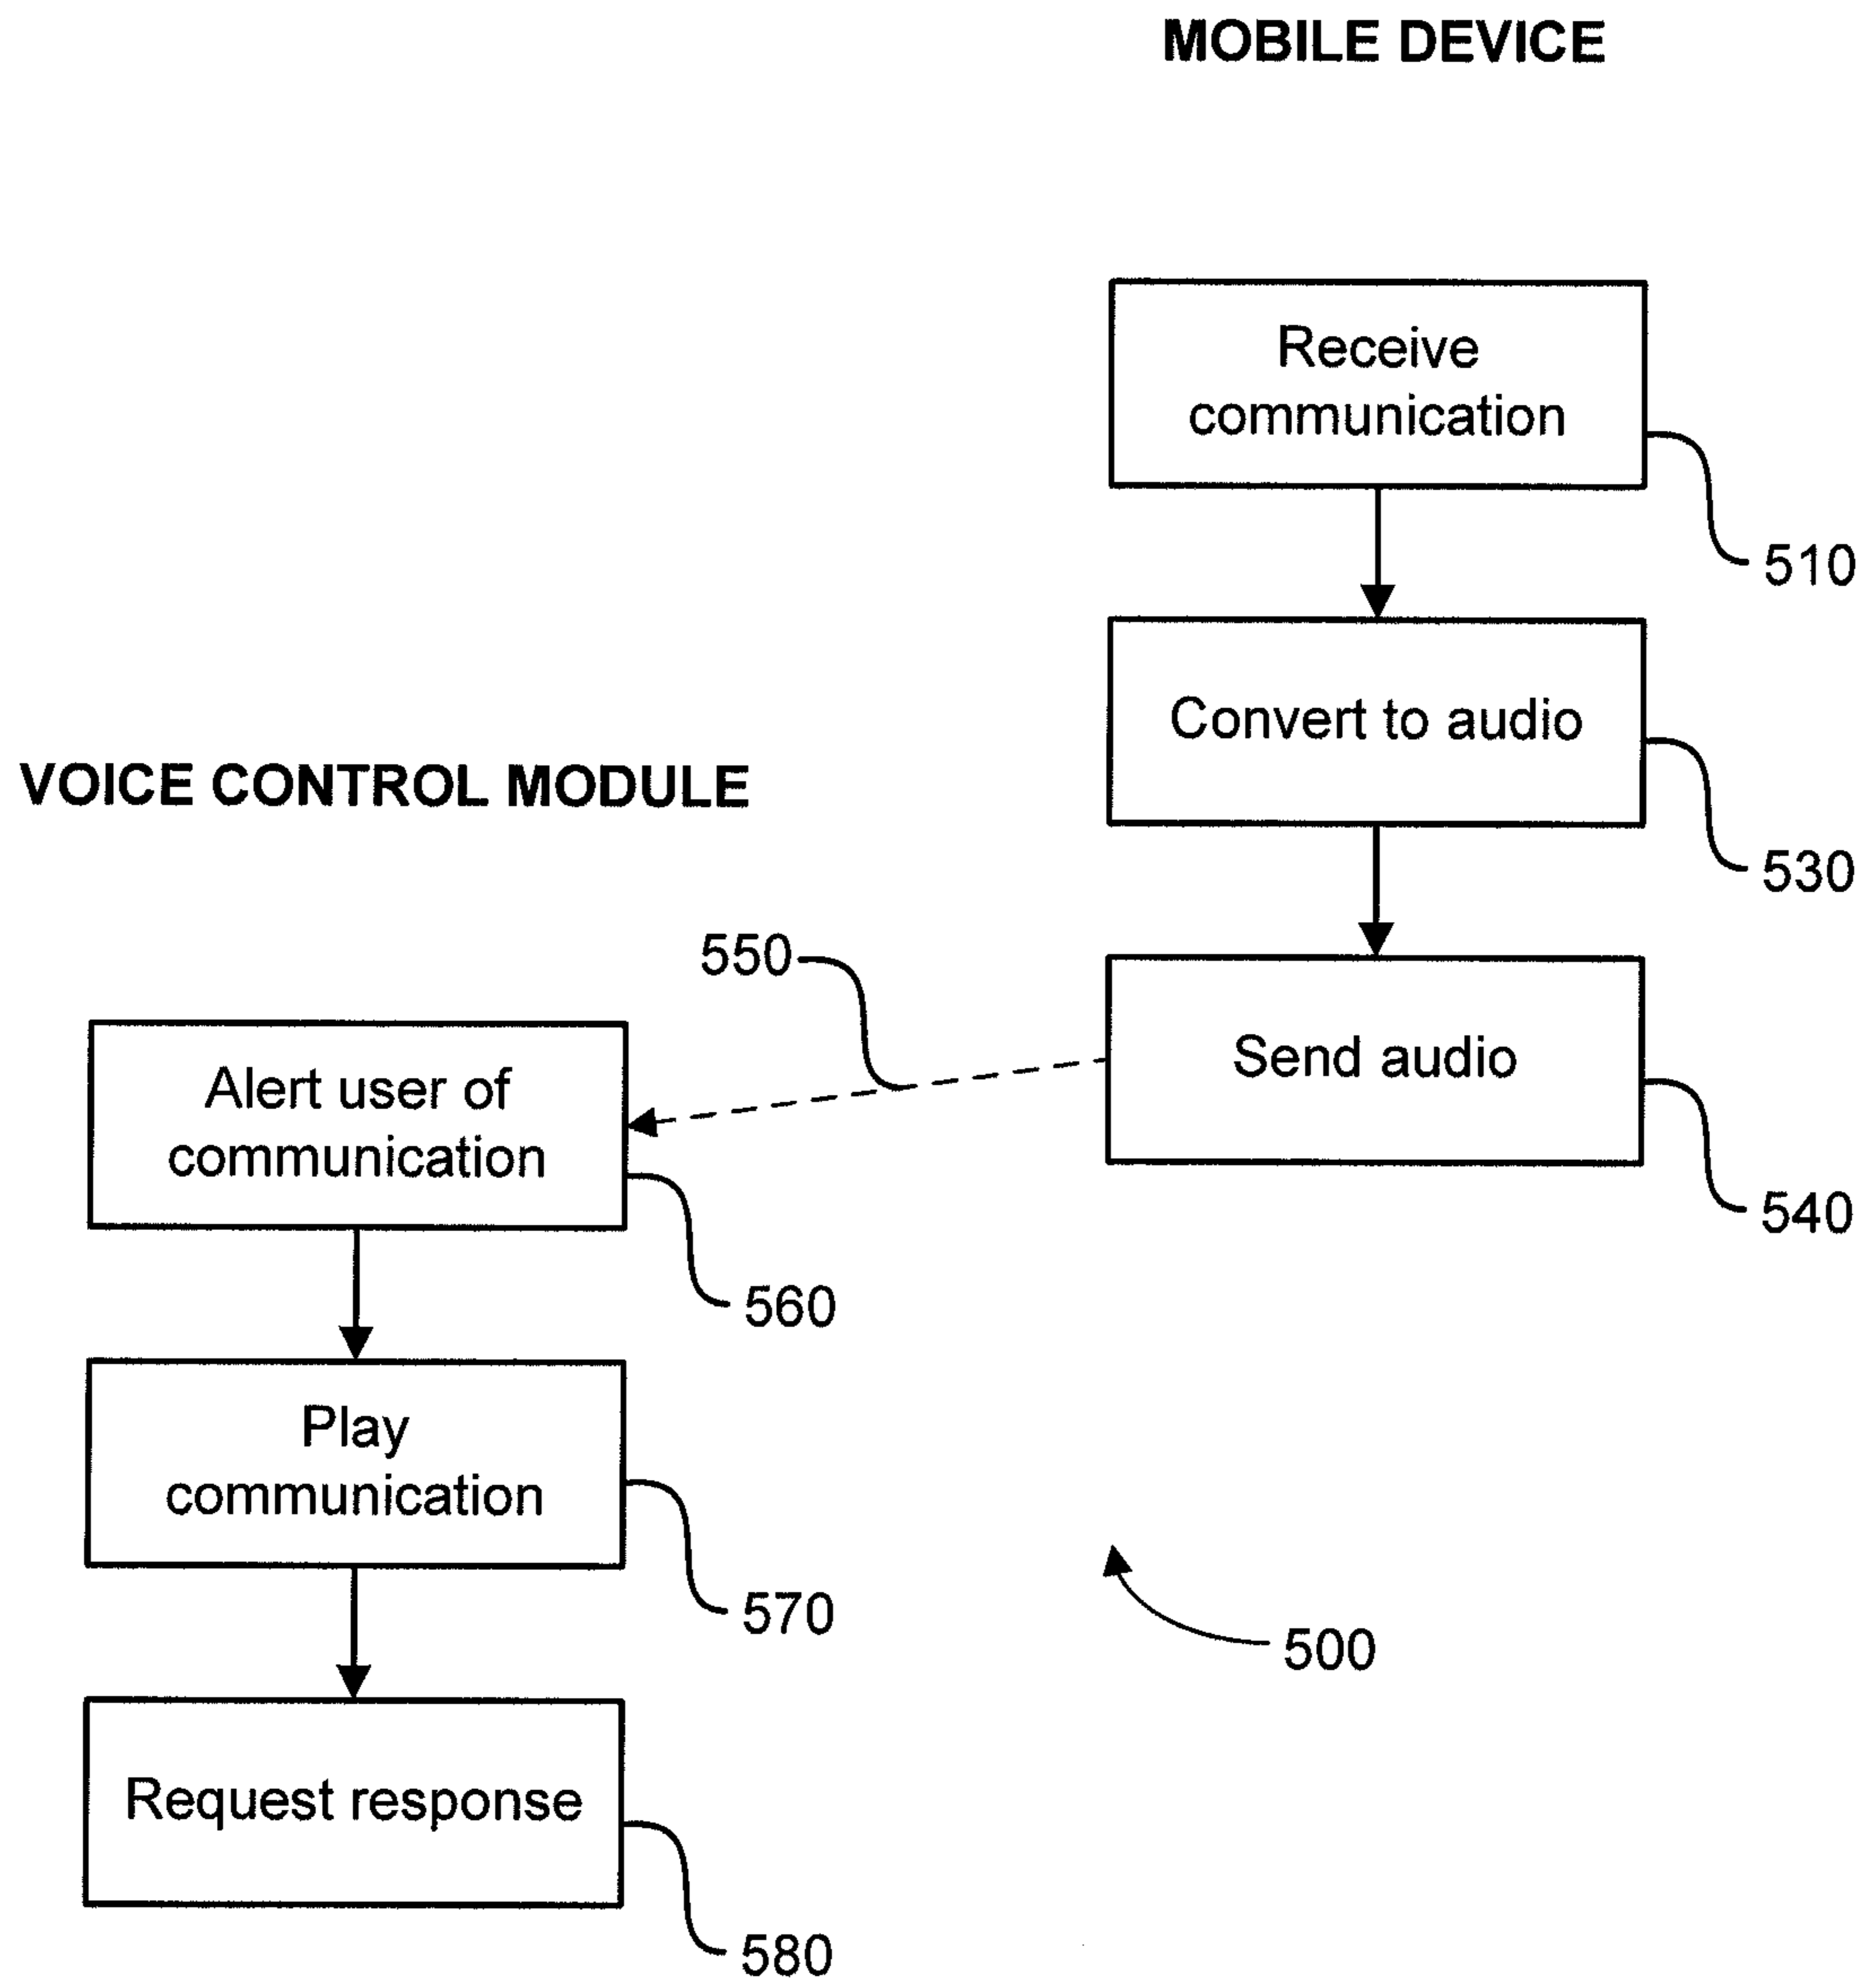 MOBILE DEVICE
Receive
communication
510
Convert to audio
530
VOICE CONTROL MODULE
550
Send audio
540
Alert user of
communication
560
Play
communication
570
500
Request response
580